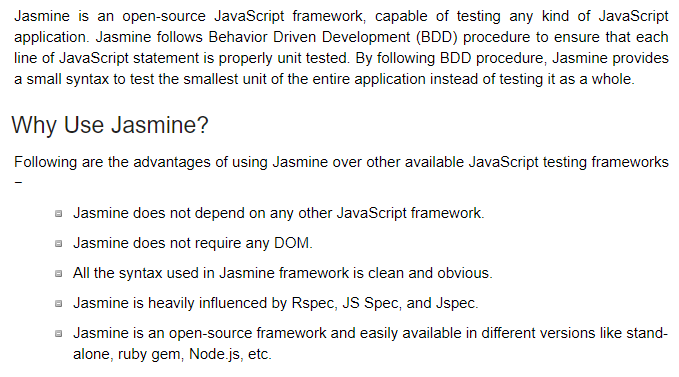 Jasmine is an open-source JavaScript framework, capable of testing any kind of JavaScript
application. Jasmine follows Behavior Driven Development (BDD) procedure to ensure that each
line of JavaScript statement is properly unit tested. By following BDD procedure, Jasmine provides
a small syntax to test the smallest unit of the entire application instead of testing it as a whole.
Why Use Jasmine?
Following are the advantages of using Jasmine over other available JavaScript testing frameworks
–
Jasmine does not depend on any other JavaScript framework.
Jasmine does not require any DOM.
All the syntax used in Jasmine framework is clean and obvious.
Jasmine is heavily influenced by Rspec, JS Spec, and Jspec.
Jasmine is an open-source framework and easily available in different versions like stand-
alone, ruby gem, Node.js, etc.